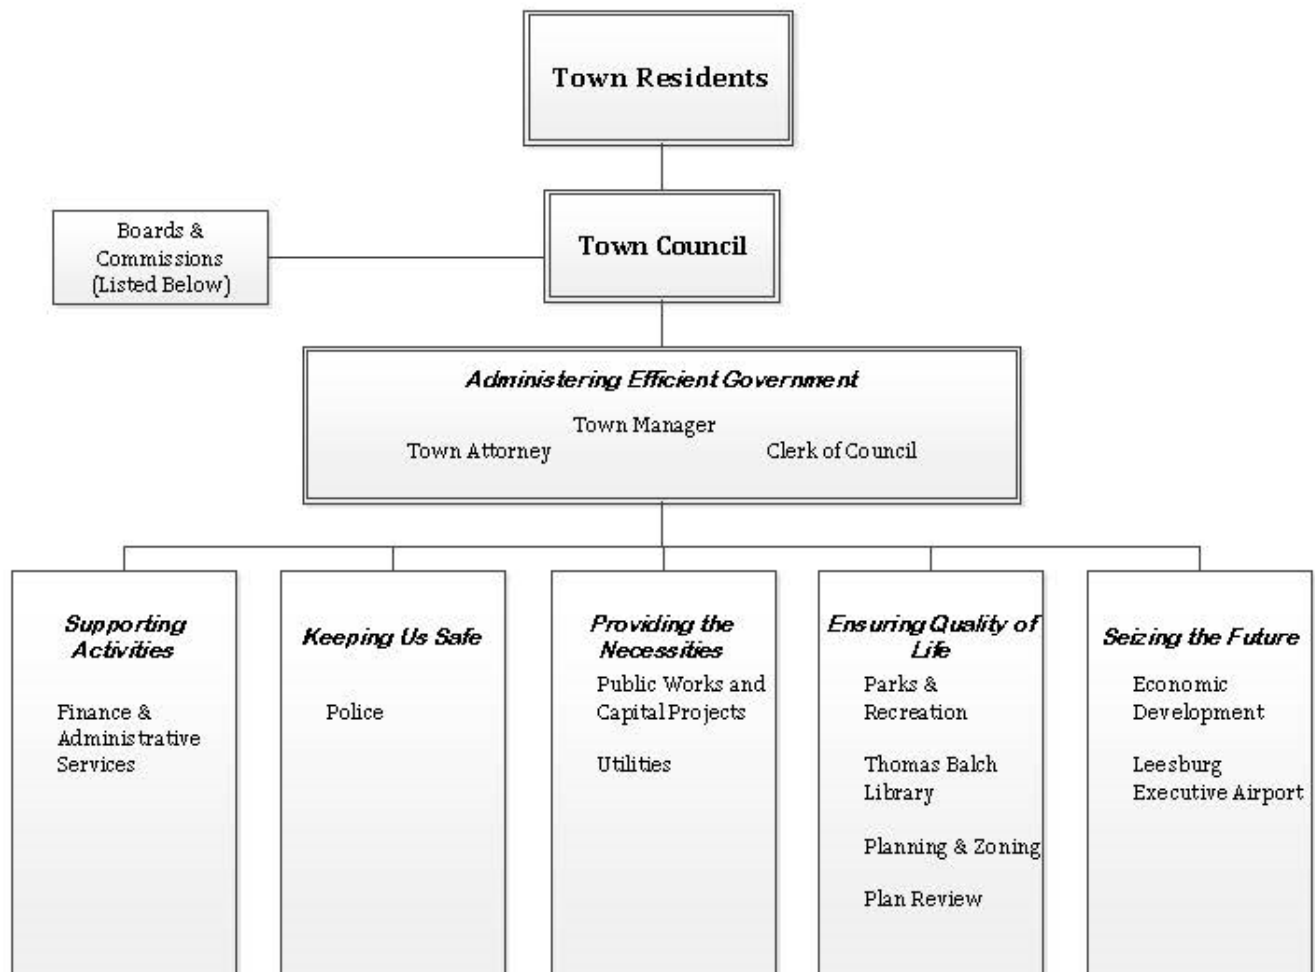 Town Residents
Boards &
Commissions
(Listed Below)
Town Council
Administering Efficient Government
Town Manager
Town Attorney
Clerk of Council
Supporting
Activities
Finance &
Administrative
Services
Keeping Us Safe
Police
Providing the
Necessities
Public Works and
Capital Projects
Utilities
Ensuring Quality of
Life
Parks &
Recreation
Thomas Balch
Library
Planning & Zoning
Plan Review
Seizing the Future
Economic
Development
Leesburg
Executive Airport